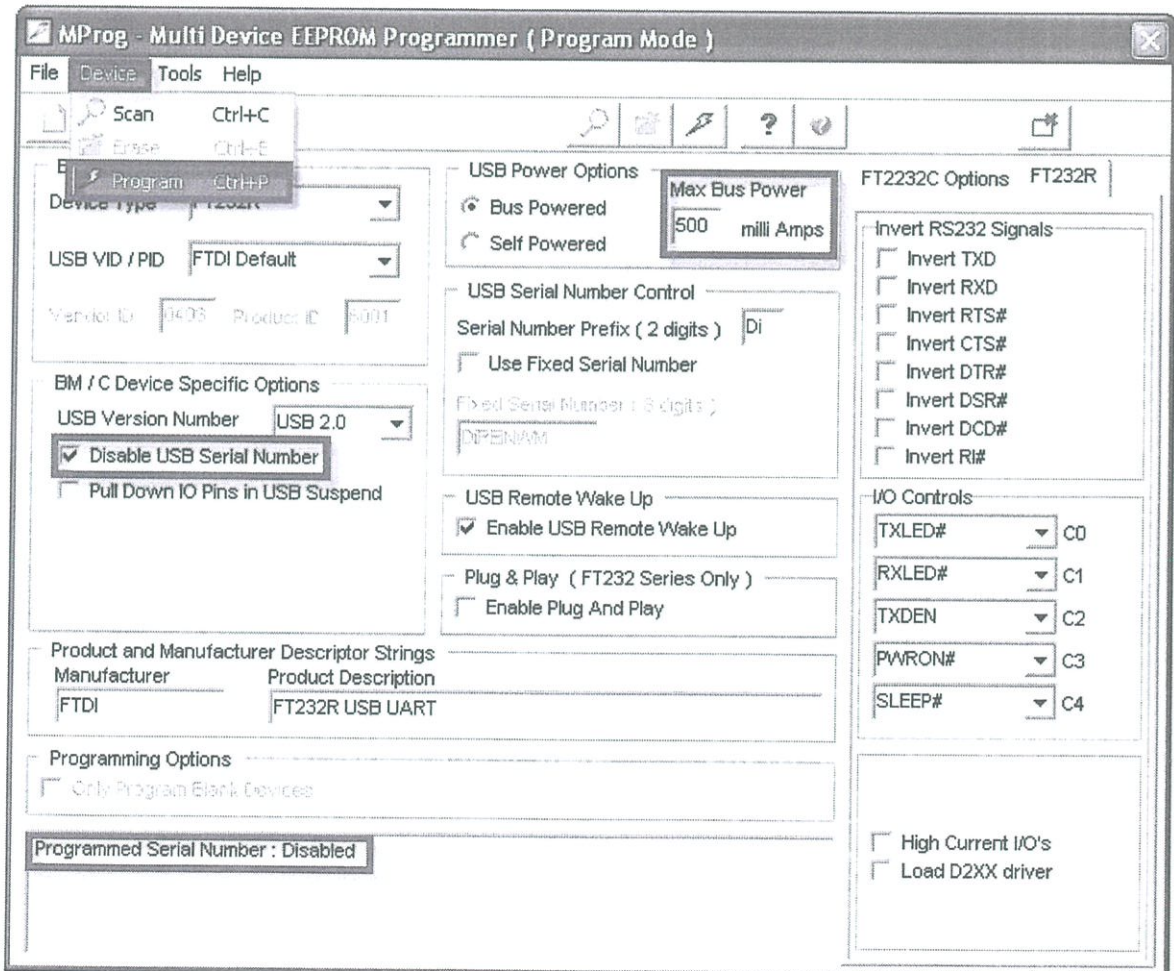 MProg - Multi Device EEPROM Programmer ( Program Mode )
File Device Tools Help
Scan Ctrl+C
Erase Ctrl+E
Program Ctrl+P
Device Type FT232R
USB VID / PID FTDI Default
Vendor ID 0403 Product ID 6001
BM / C Device Specific Options
USB Version Number USB 2.0
Disable USB Serial Number
Pull Down IO Pins in USB Suspend
USB Power Options
Bus Powered
Self Powered
Max Bus Power
500 milli Amps
USB Serial Number Control
Serial Number Prefix ( 2 digits ) Di
Use Fixed Serial Number
Fixed Serial Number ( 8 digits )
USB Remote Wake Up
Enable USB Remote Wake Up
Plug & Play ( FT232 Series Only )
Enable Plug And Play
Product and Manufacturer Descriptor Strings
Manufacturer Product Description
FTDI FT232R USB UART
Programming Options
Only Program Blank Devices
Programmed Serial Number : Disabled
FT2232C Options FT232R
Invert RS232 Signals
Invert TXD
Invert RXD
Invert RTS#
Invert CTS#
Invert DTR#
Invert DSR#
Invert DCD#
Invert RI#
I/O Controls
TXLED# C0
RXLED# C1
TXDEN C2
PWRON# C3
SLEEP# C4
High Current I/O's
Load D2XX driver